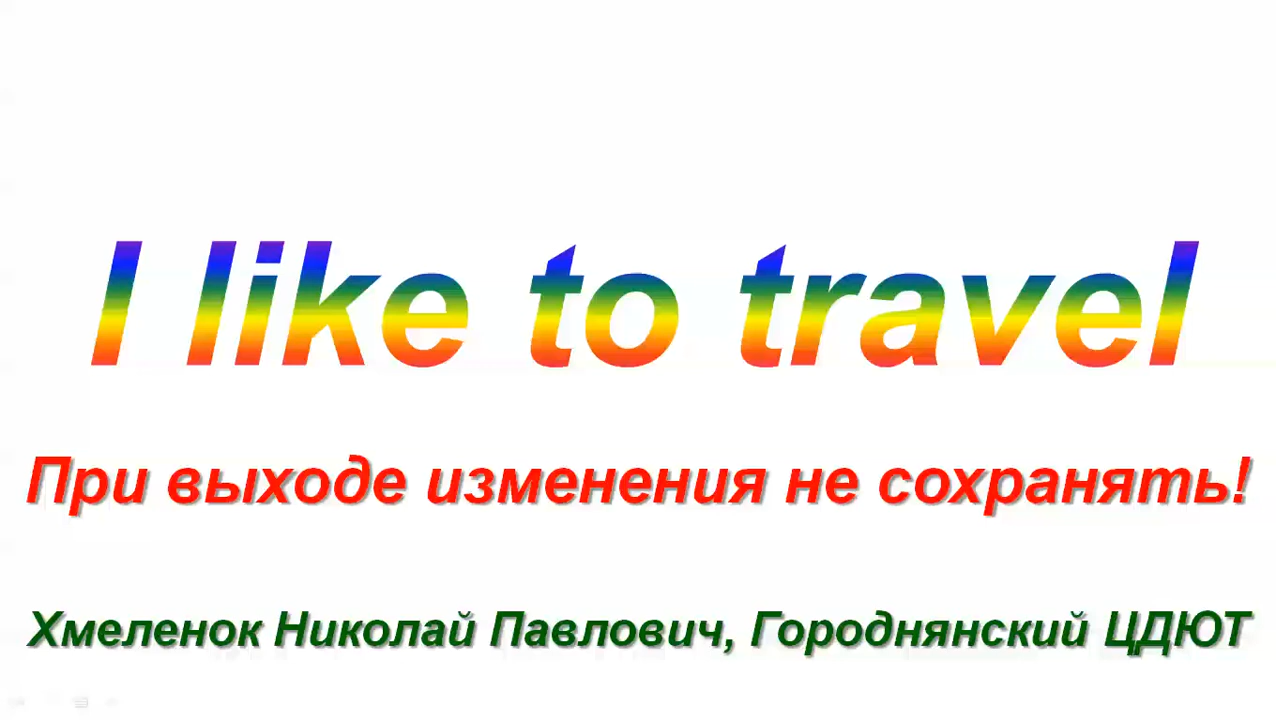 I like to travel
При выходе изменения не сохранять!
Хмеленок Николай Павлович, Городнянский ЦДЮТ